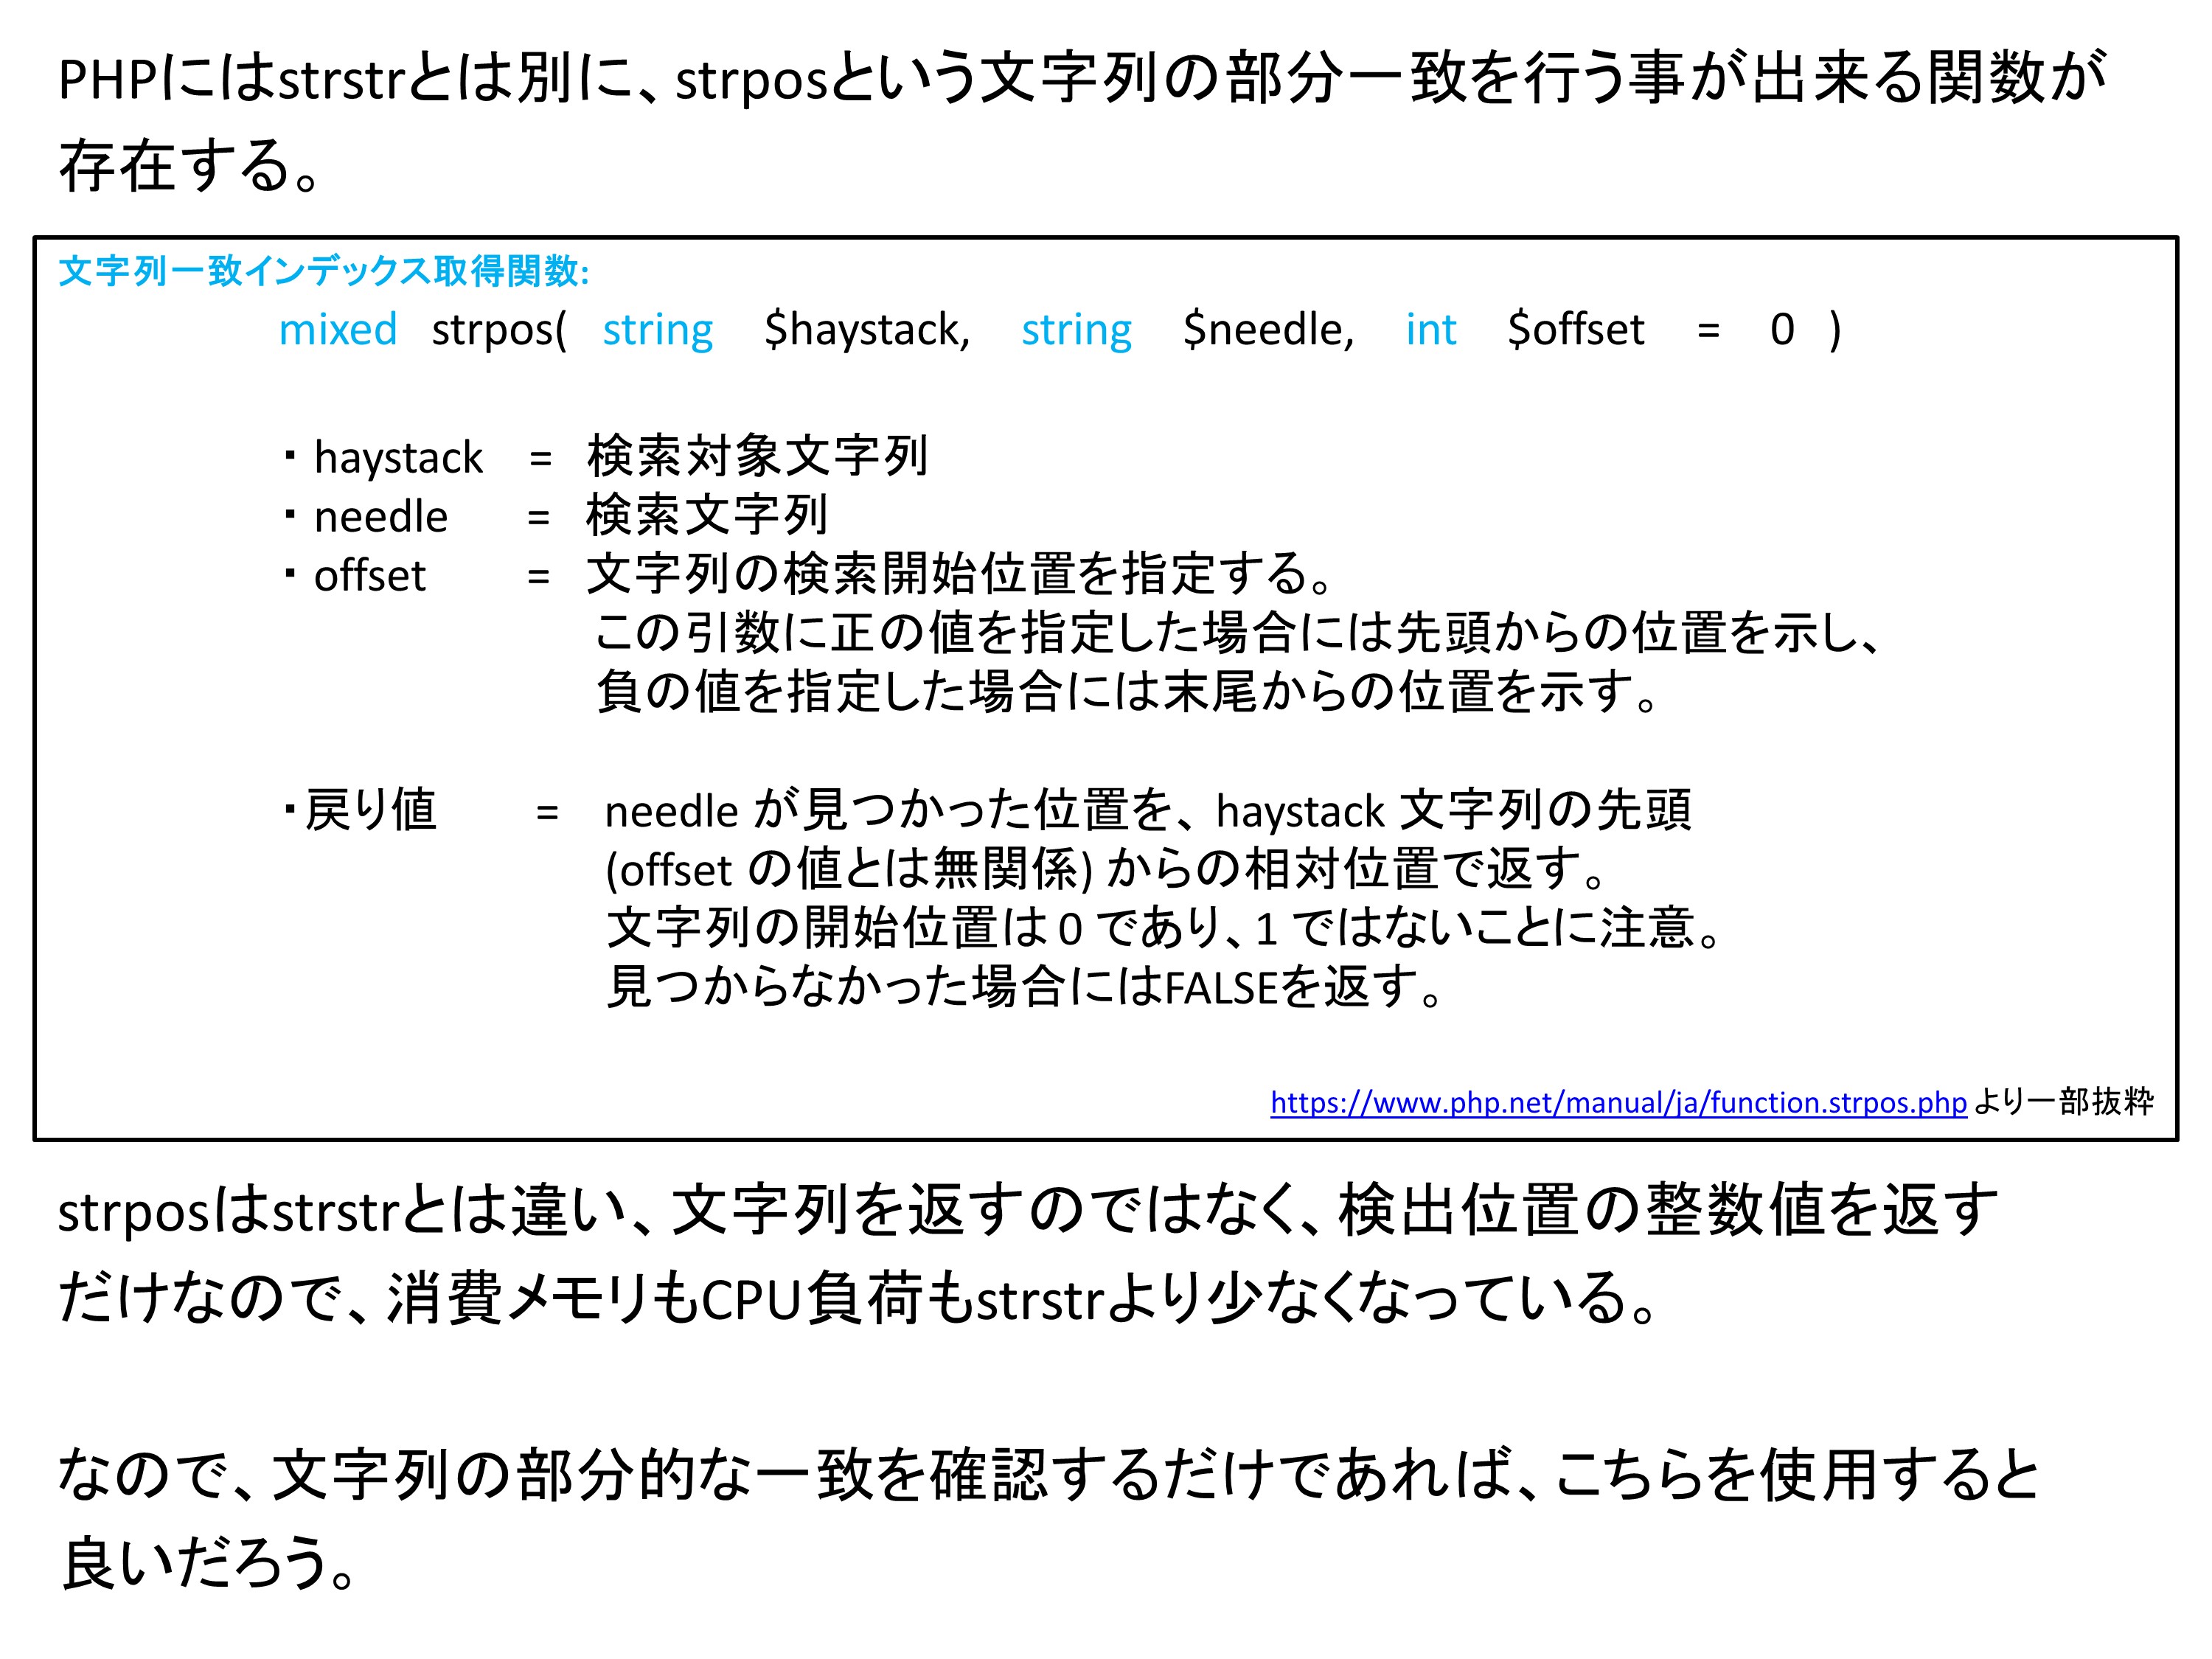 PHPにはstrstrとは別に、strposという文字列の部分一致を行う事が出来る関数が
存在する。
文字列一致インデックス取得関数:
mixed strpos( string $haystack, string $needle, int $offset = 0 )
・ haystack = 検索対象文字列
・ needle = 検索文字列
・ offset = 文字列の検索開始位置を指定する。
この引数に正の値を指定した場合には先頭からの位置を示し、
負の値を指定した場合には末尾からの位置を示す。
・戻り値 = needle が見つかった位置を、haystack 文字列の先頭
(offset の値とは無関係) からの相対位置で返す。
文字列の開始位置は 0 であり、1 ではないことに注意。
見つからなかった場合にはFALSEを返す。
https://www.php.net/manual/ja/function.strpos.php より一部抜粋
strposはstrstrとは違い、文字列を返すのではなく、検出位置の整数値を返す
だけなので、消費メモリもCPU負荷もstrstrより少なくなっている。
なので、文字列の部分的な一致を確認するだけであれば、こちらを使用すると
良いだろう。